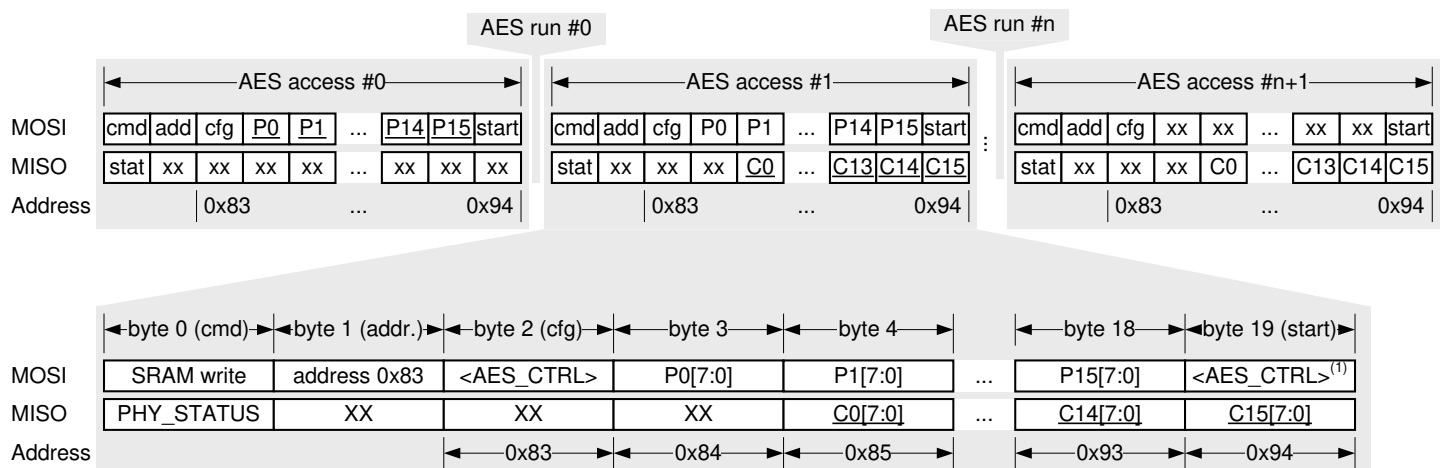 AES run #0
AES run #n
AES access #0
AES access #1
AES access #n+1
MOSI cmd add cfg P0 P1 ... P14 P15 start cmd add cfg P0 P1 ... P14 P15 start ... cmd add cfg xx xx ... xx xx start
MISO stat xx xx xx xx ... xx xx xx stat xx xx xx C0 ... C13 C14 C15 stat xx xx xx C0 ... C13 C14 C15
Address 0x83 ... 0x94 0x83 ... 0x94 0x83 ... 0x94
byte 0 (cmd) byte 1 (addr.) byte 2 (cfg) byte 3 byte 4 byte 18 byte 19 (start)
MOSI SRAM write address 0x83 <AES_CTRL> P0[7:0] P1[7:0] ... P15[7:0] <AES_CTRL>(1)
MISO PHY_STATUS XX XX XX C0[7:0] ... C14[7:0] C15[7:0]
Address 0x83 0x84 0x85 0x93 0x94